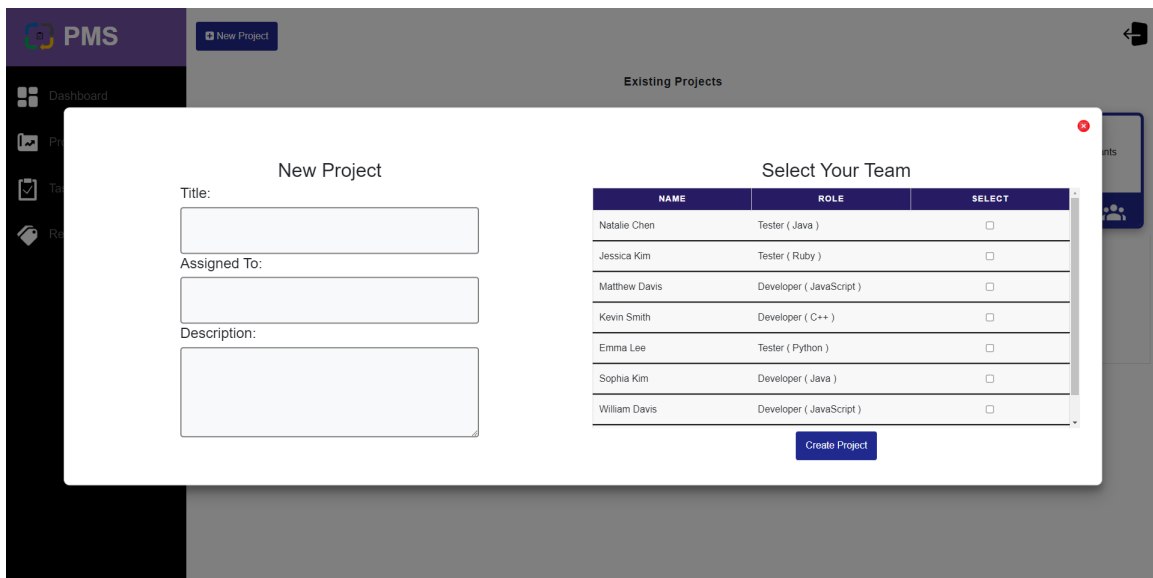 PMS
New Project
Existing Projects
Dashboard
New Project
Title:
Assigned To:
Description:
Select Your Team
NAME ROLE SELECT
Natalie Chen Tester ( Java )
Jessica Kim Tester ( Ruby )
Matthew Davis Developer ( JavaScript )
Kevin Smith Developer ( C++ )
Emma Lee Tester ( Python )
Sophia Kim Developer ( Java )
William Davis Developer ( JavaScript )
Create Project